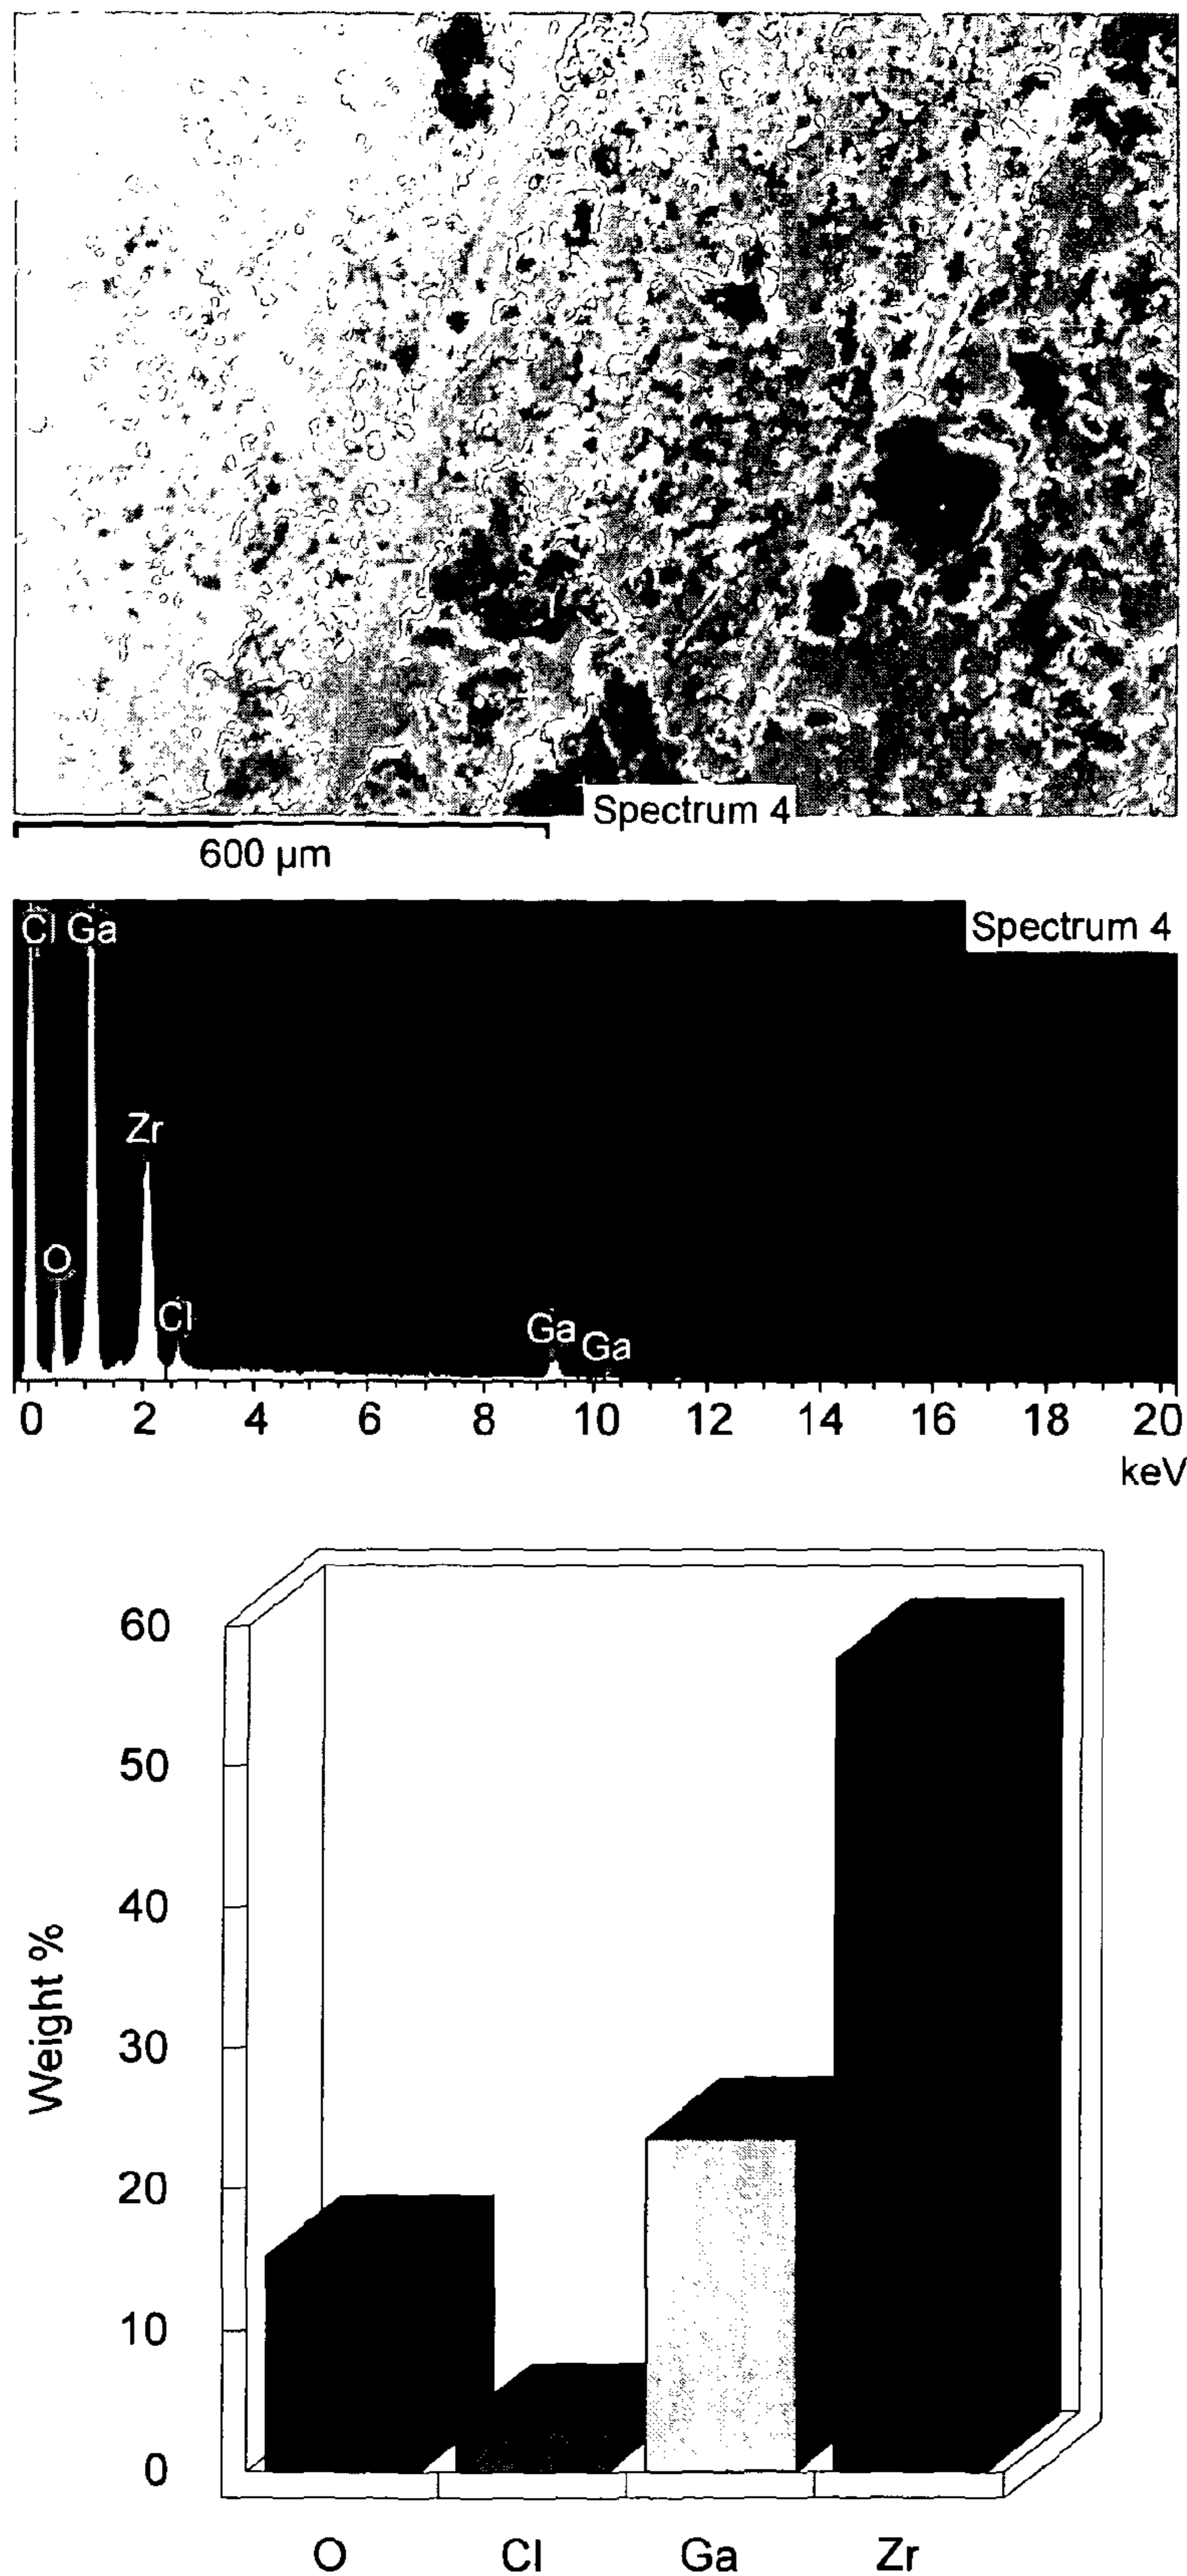 Spectrum 4
600 µm
Cl Ga
Spectrum 4
Zr
O
Cl
Ga Ga
0 2 4 6 8 10 12 14 16 18 20
keV
60
50
40
30
20
10
0
Weight %
O Cl Ga Zr